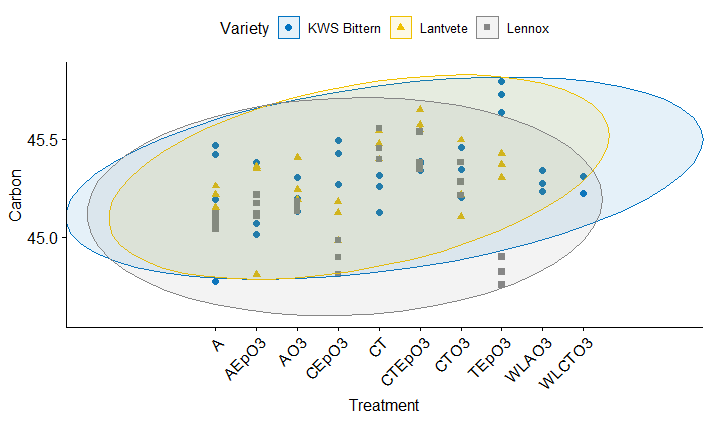 Variety KWS Bittern Lantvete Lennox
45.5
45.0
Carbon
A AEpO3 AO3 CEpO3 CT CTEpO3 CTO3 TEpO3 WLAO3 WLCTO3
Treatment